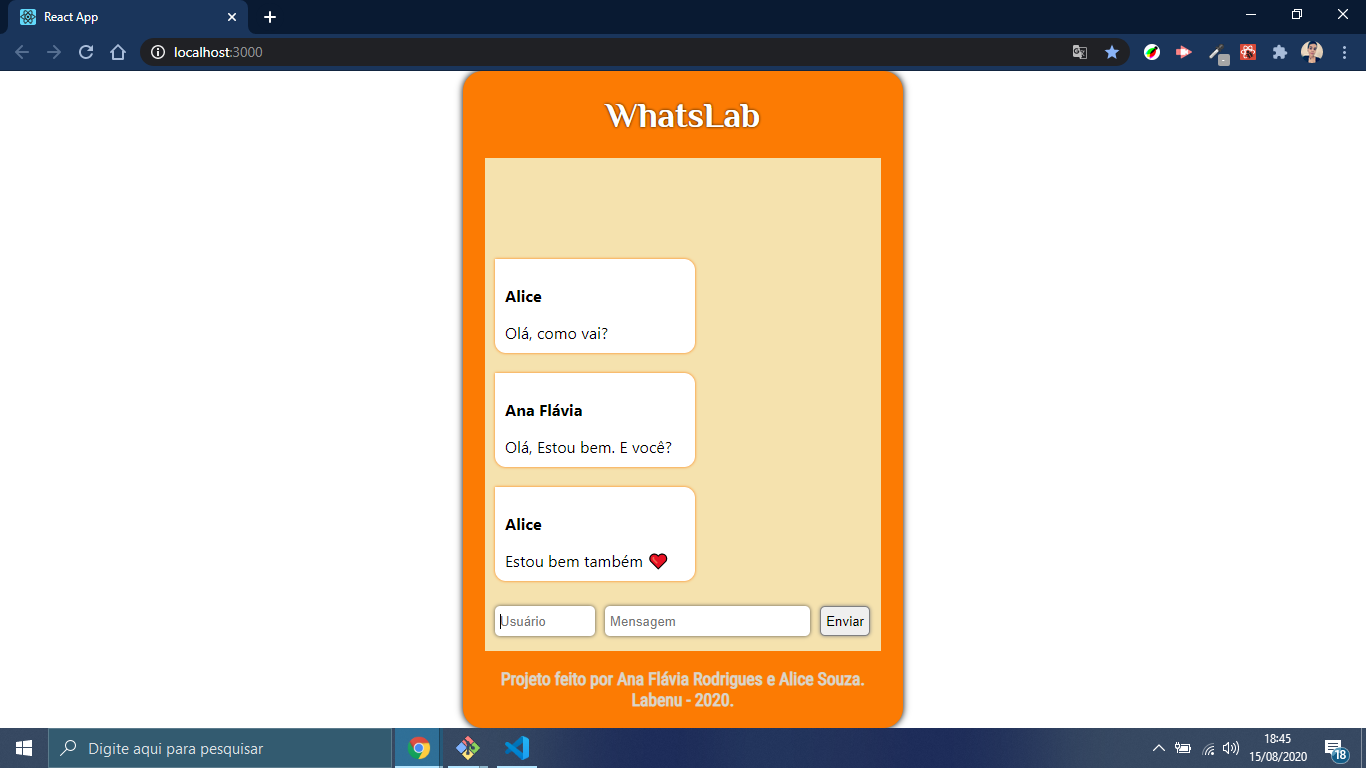 React App
localhost:3000
WhatsLab
Alice
Olá, como vai?
Ana Flávia
Olá, Estou bem. E você?
Alice
Estou bem também ❤
Usuário
Mensagem
Enviar
Projeto feito por Ana Flávia Rodrigues e Alice Souza.
Labenu - 2020.
Digite aqui para pesquisar
18:45
15/08/2020
18